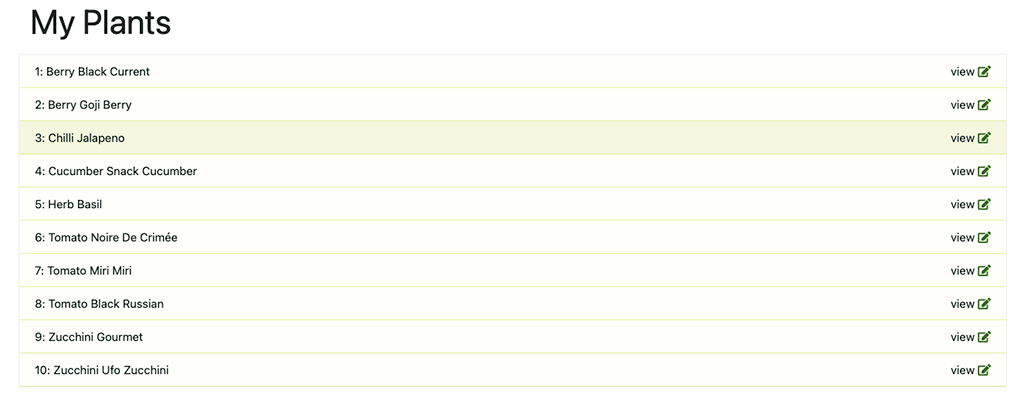 My Plants
1: Berry Black Current view
2: Berry Goji Berry view
3: Chilli Jalapeno view
4: Cucumber Snack Cucumber view
5: Herb Basil view
6: Tomato Noire De Crimée view
7: Tomato Miri Miri view
8: Tomato Black Russian view
9: Zucchini Gourmet view
10: Zucchini Ufo Zucchini view